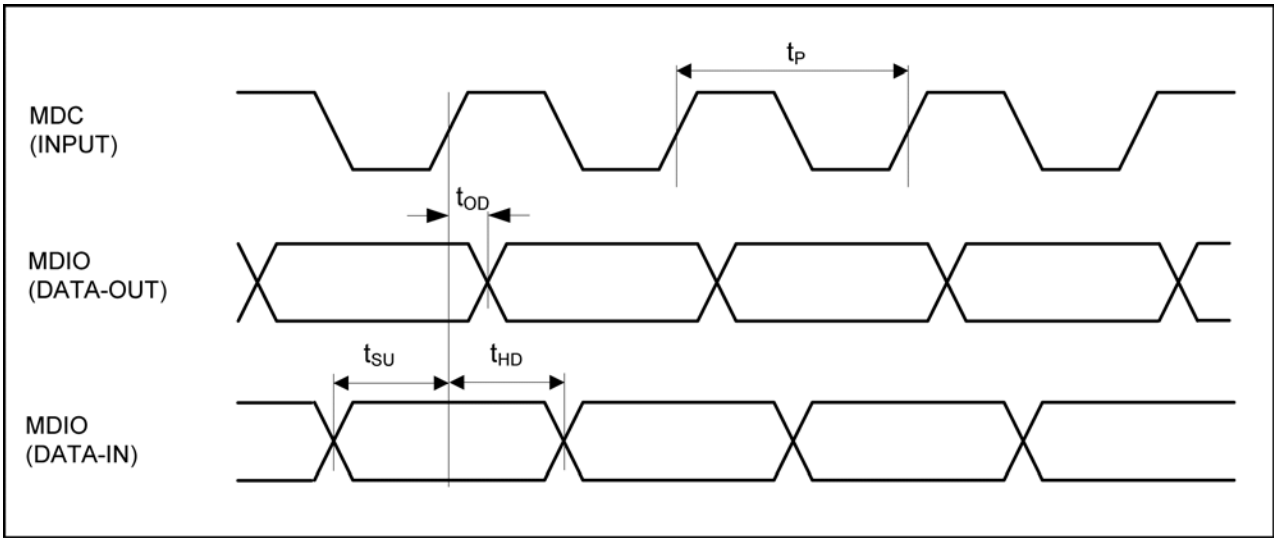 tP
MDC
(INPUT)
tOD
MDIO
(DATA-OUT)
tSU
tHD
MDIO
(DATA-IN)